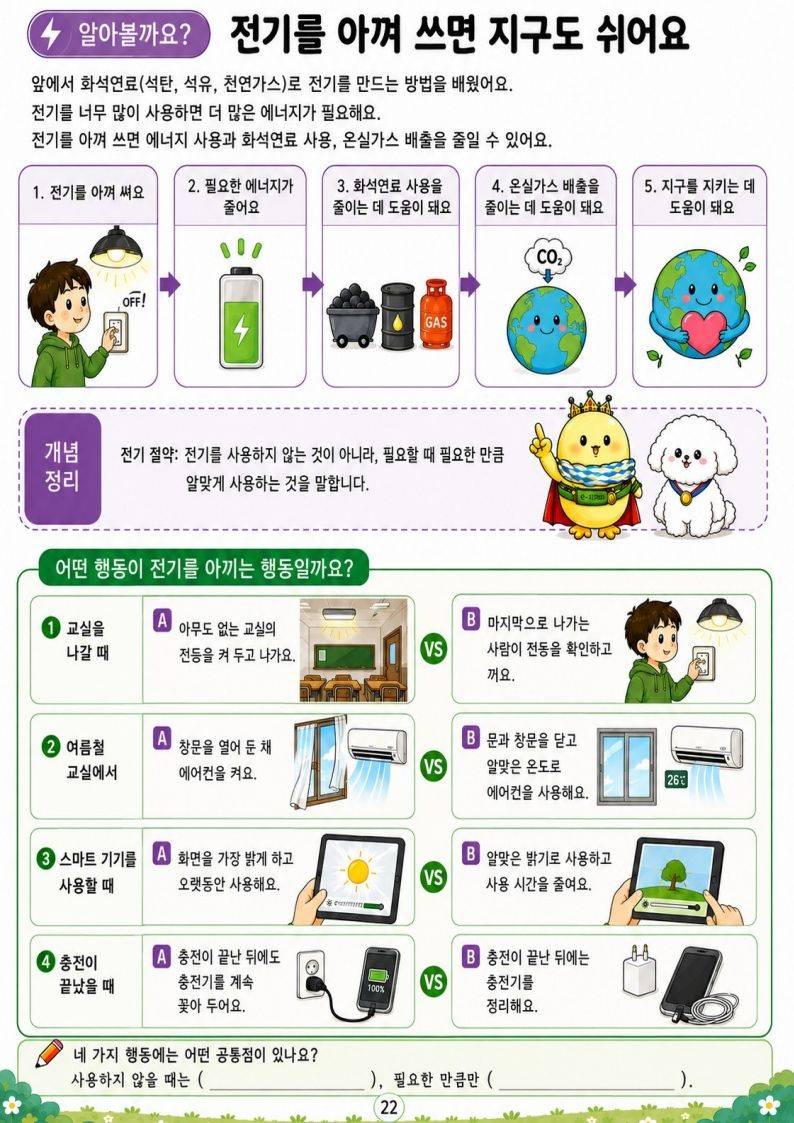 알아볼까요?
전기를 아껴 쓰면 지구도 쉬어요
앞에서 화석연료(석탄, 석유, 천연가스)로 전기를 만드는 방법을 배웠어요.
전기를 너무 많이 사용하면 더 많은 에너지가 필요해요.
전기를 아껴 쓰면 에너지 사용과 화석연료 사용, 온실가스 배출을 줄일 수 있어요.
1. 전기를 아껴 써요
OFF!
2. 필요한 에너지가
줄어요
3. 화석연료 사용을
줄이는 데 도움이 돼요
GAS
4. 온실가스 배출을
줄이는 데 도움이 돼요
CO₂
5. 지구를 지키는 데
도움이 돼요
개념
정리
전기 절약: 전기를 사용하지 않는 것이 아니라, 필요할 때 필요한 만큼
알맞게 사용하는 것을 말합니다.
어떤 행동이 전기를 아끼는 행동일까요?
1 교실을
나갈 때
A 아무도 없는 교실의
전등을 켜 두고 나가요.
VS
B 마지막으로 나가는
사람이 전동을 확인하고
꺼요.
2 여름철
교실에서
A 창문을 열어 둔 채
에어컨을 켜요.
VS
B 문과 창문을 닫고
알맞은 온도로
에어컨을 사용해요.
26℃
3 스마트 기기를
사용할 때
A 화면을 가장 밝게 하고
오랫동안 사용해요.
VS
B 알맞은 밝기로 사용하고
사용 시간을 줄여요.
4 충전이
끝났을 때
A 충전이 끝난 뒤에도
충전기를 계속
꽂아 두어요.
100%
VS
B 충전이 끝난 뒤에는
충전기를
정리해요.
네 가지 행동에는 어떤 공통점이 있나요?
사용하지 않을 때는 ( ____________________ ), 필요한 만큼만 ( ____________________ ).
22